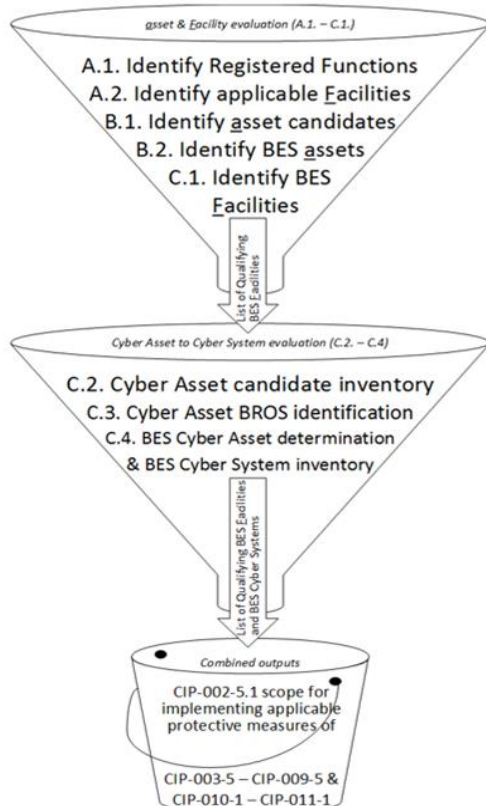 asset & Facility evaluation (A.1. – C.1.)
A.1. Identify Registered Functions
A.2. Identify applicable Facilities
B.1. Identify asset candidates
B.2. Identify BES assets
C.1. Identify BES
Facilities
List of Qualifying
BES Facilities
Cyber Asset to Cyber System evaluation (C.2. – C.4)
C.2. Cyber Asset candidate inventory
C.3. Cyber Asset BROS identification
C.4. BES Cyber Asset determination
& BES Cyber System inventory
List of Qualifying BES Facilities
and BES Cyber Systems
Combined outputs
CIP-002-5.1 scope for
implementing applicable
protective measures of
CIP-003-5 – CIP-009-5 &
CIP-010-1 – CIP-011-1